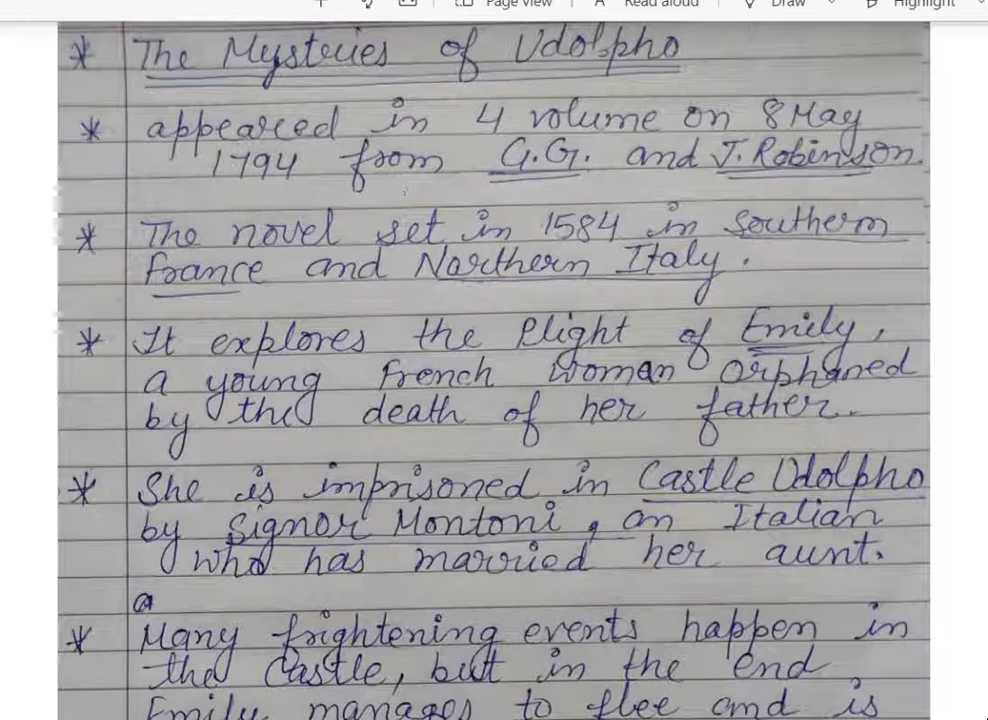 Page view A Read aloud Draw Highlight
* The Mysteries of Udolpho
* appeared in 4 volume on 8 May
1794 from G.G. and J. Robinson.
* The novel set in 1584 in Southern
France and Northern Italy.
* It explores the Plight of Emily,
a young French woman orphaned
by the death of her father.
* She is imprisoned in Castle Udolpho
by Signor Montoni, an Italian
who has married her aunt.
a
* Many frightening events happen in
the Castle, but in the end
Emily manages to flee and is